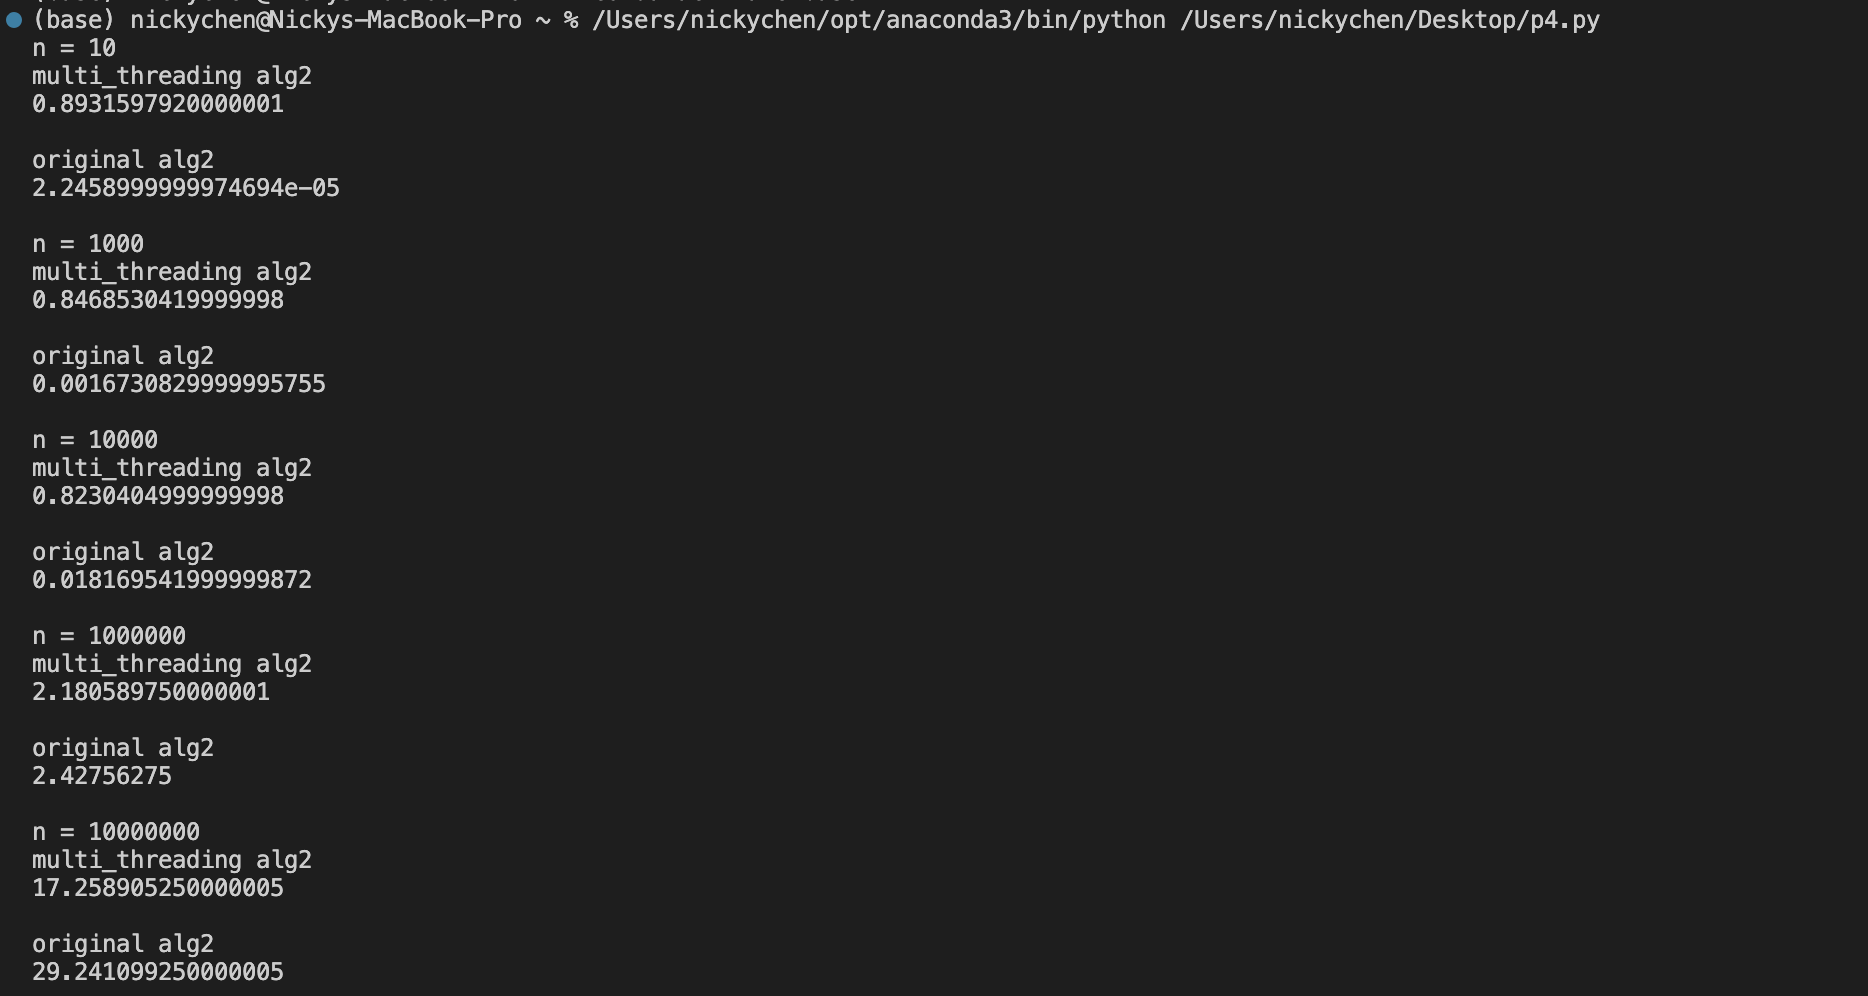 (base) nickychen@Nickys-MacBook-Pro ~ % /Users/nickychen/opt/anaconda3/bin/python /Users/nickychen/Desktop/p4.py
n = 10
multi_threading alg2
0.8931597920000001
original alg2
2.2458999999974694e-05
n = 1000
multi_threading alg2
0.8468530419999998
original alg2
0.0016730829999995755
n = 10000
multi_threading alg2
0.8230404999999998
original alg2
0.018169541999999872
n = 1000000
multi_threading alg2
2.180589750000001
original alg2
2.42756275
n = 10000000
multi_threading alg2
17.258905250000005
original alg2
29.241099250000005